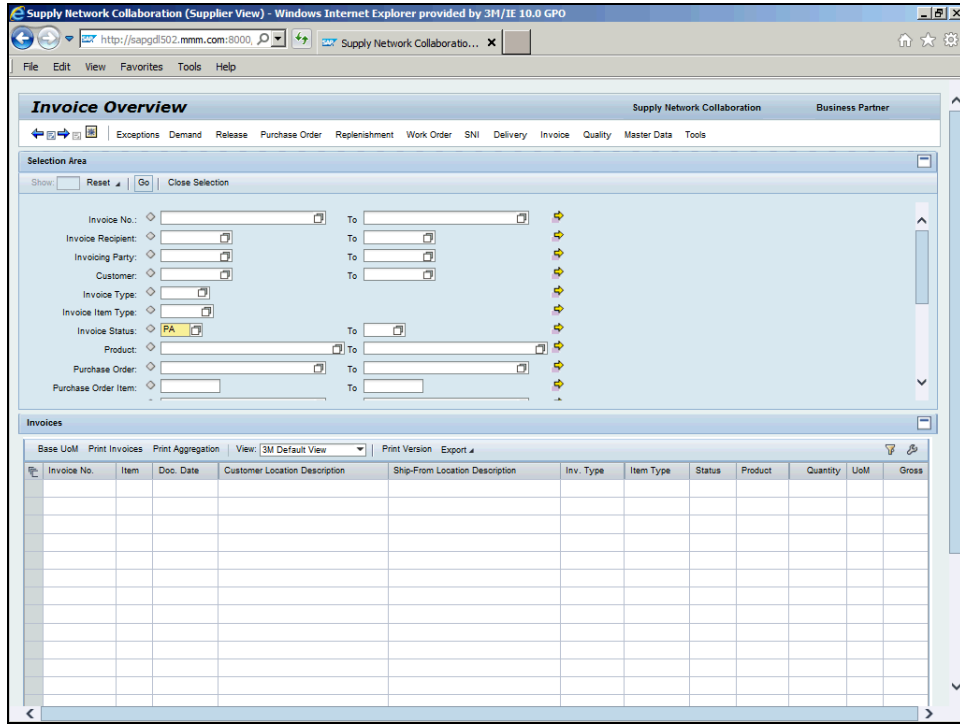 Supply Network Collaboration (Supplier View) - Windows Internet Explorer provided by 3M/IE 10.0 GPO
http://sapgdl502.mmm.com:8000, Supply Network Collaboratio...
File Edit View Favorites Tools Help
Invoice Overview Supply Network Collaboration Business Partner
Exceptions Demand Release Purchase Order Replenishment Work Order SNI Delivery Invoice Quality Master Data Tools
Selection Area
Show: Reset Go Close Selection
Invoice No.: To
Invoice Recipient: To
Invoicing Party: To
Customer: To
Invoice Type:
Invoice Item Type:
Invoice Status: PA To
Product: To
Purchase Order: To
Purchase Order Item: To
Invoices
Base UoM Print Invoices Print Aggregation View: 3M Default View Print Version Export
Invoice No. Item Doc. Date Customer Location Description Ship-From Location Description Inv. Type Item Type Status Product Quantity UoM Gross